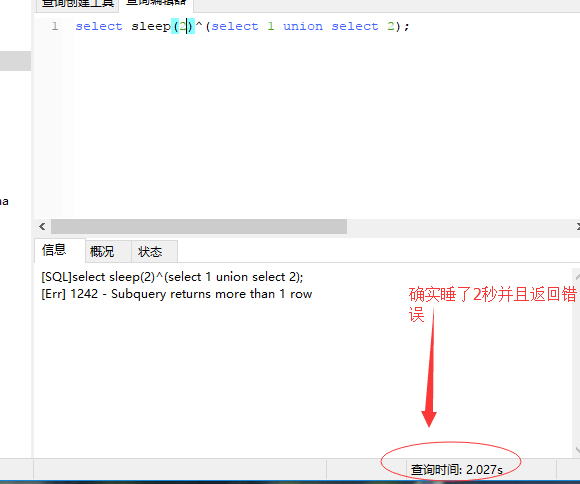 查询创建工具 查询编辑器
1 select sleep(2)^(select 1 union select 2);
na
信息 概况 状态
[SQL]select sleep(2)^(select 1 union select 2);
[Err] 1242 - Subquery returns more than 1 row
确实睡了2秒并且返回错
误
查询时间: 2.027s